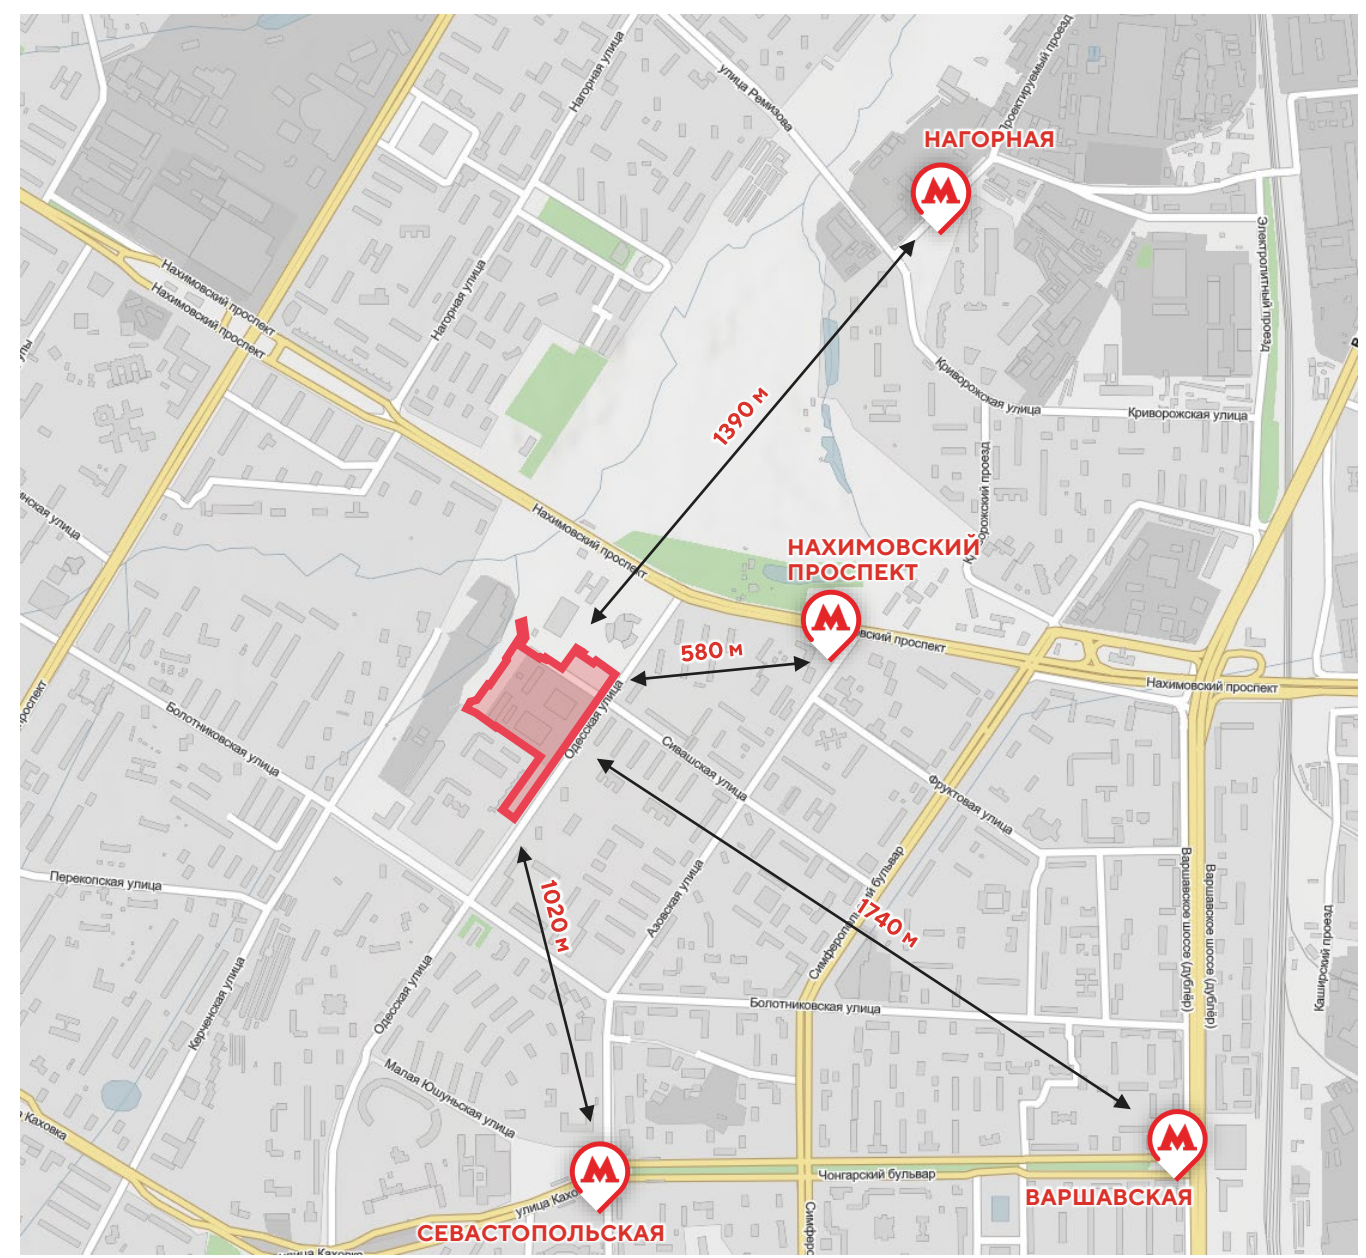 Нагорная улица
улица Ремизова
Проектируемый проезд
НАГОРНАЯ
М
Электролитный проезд
Нахимовский проспект
Нахимовский проспект
Нагорная улица
Криворожская улица
Криворожская улица
1390 м
Нахимовский проспект
НАХИМОВСКИЙ
ПРОСПЕКТ
М
580 м
Нахимовский проспект
Одесская улица
Болотниковская улица
Сивашская улица
Фруктовая улица
Перекопская улица
1020 м
Азовская улица
1740 м
Симферопольский бульвар
Варшавское шоссе (дублёр)
Варшавское шоссе (дублёр)
Каширский проезд
Керченская улица
Одесская улица
Болотниковская улица
Малая Юшуньская улица
Каховка
М
М
Чонгарский бульвар
ВАРШАВСКАЯ
улица Кахо
СЕВАСТОПОЛЬСКАЯ
улица Каховка